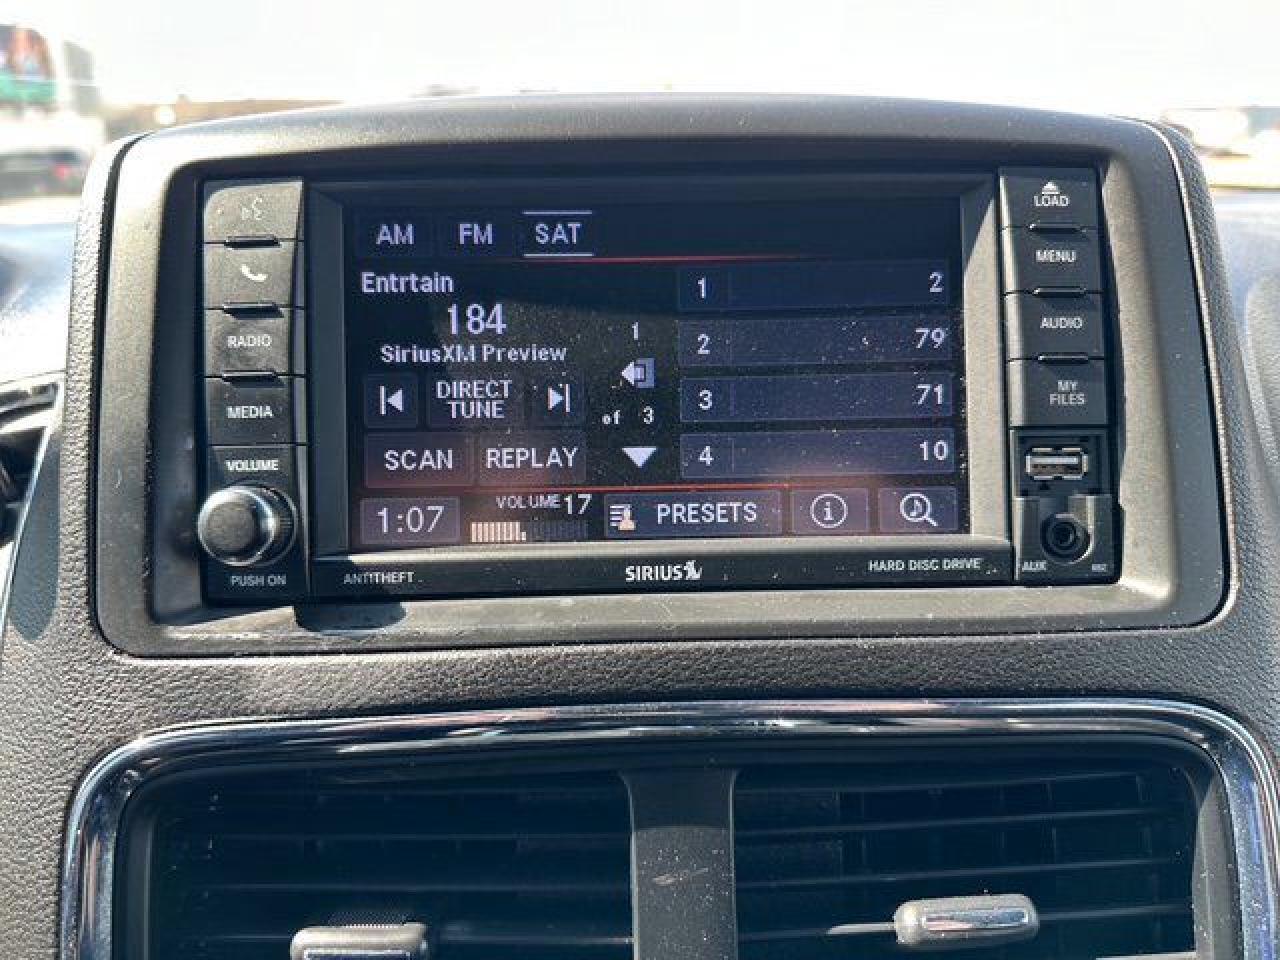 AM FM SAT
Entrtain
184
SiriusXM Preview
DIRECT
TUNE
SCAN REPLAY
1
of 3
1 2
2 79
3 71
4 10
1:07
VOLUME 17
PRESETS
RADIO
MEDIA
VOLUME
PUSH ON
LOAD
MENU
AUDIO
MY
FILES
AUX
ANTITHEFT
SIRIUS
HARD DISC DRIVE